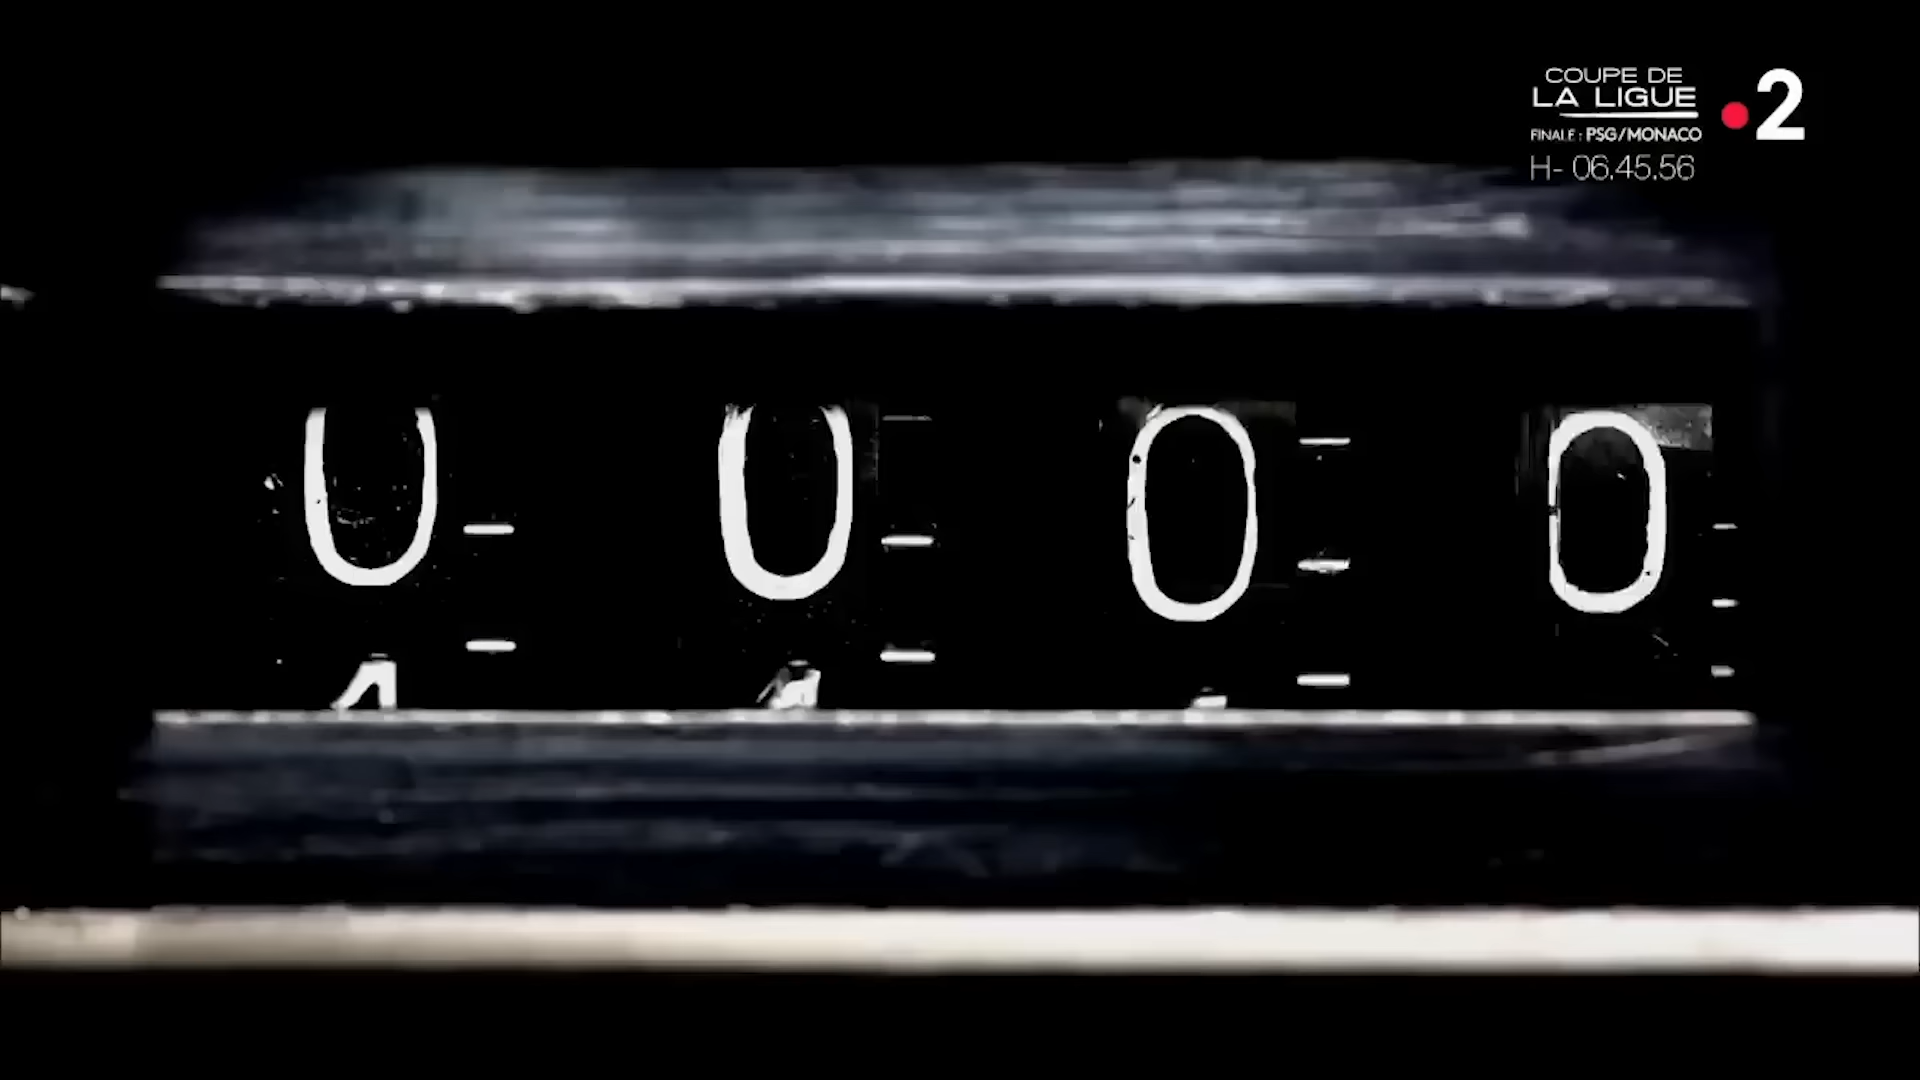 COUPE DE
LA LIGUE
FINALE : PSG/MONACO
H- 06.45.56
2
0 0 0 0